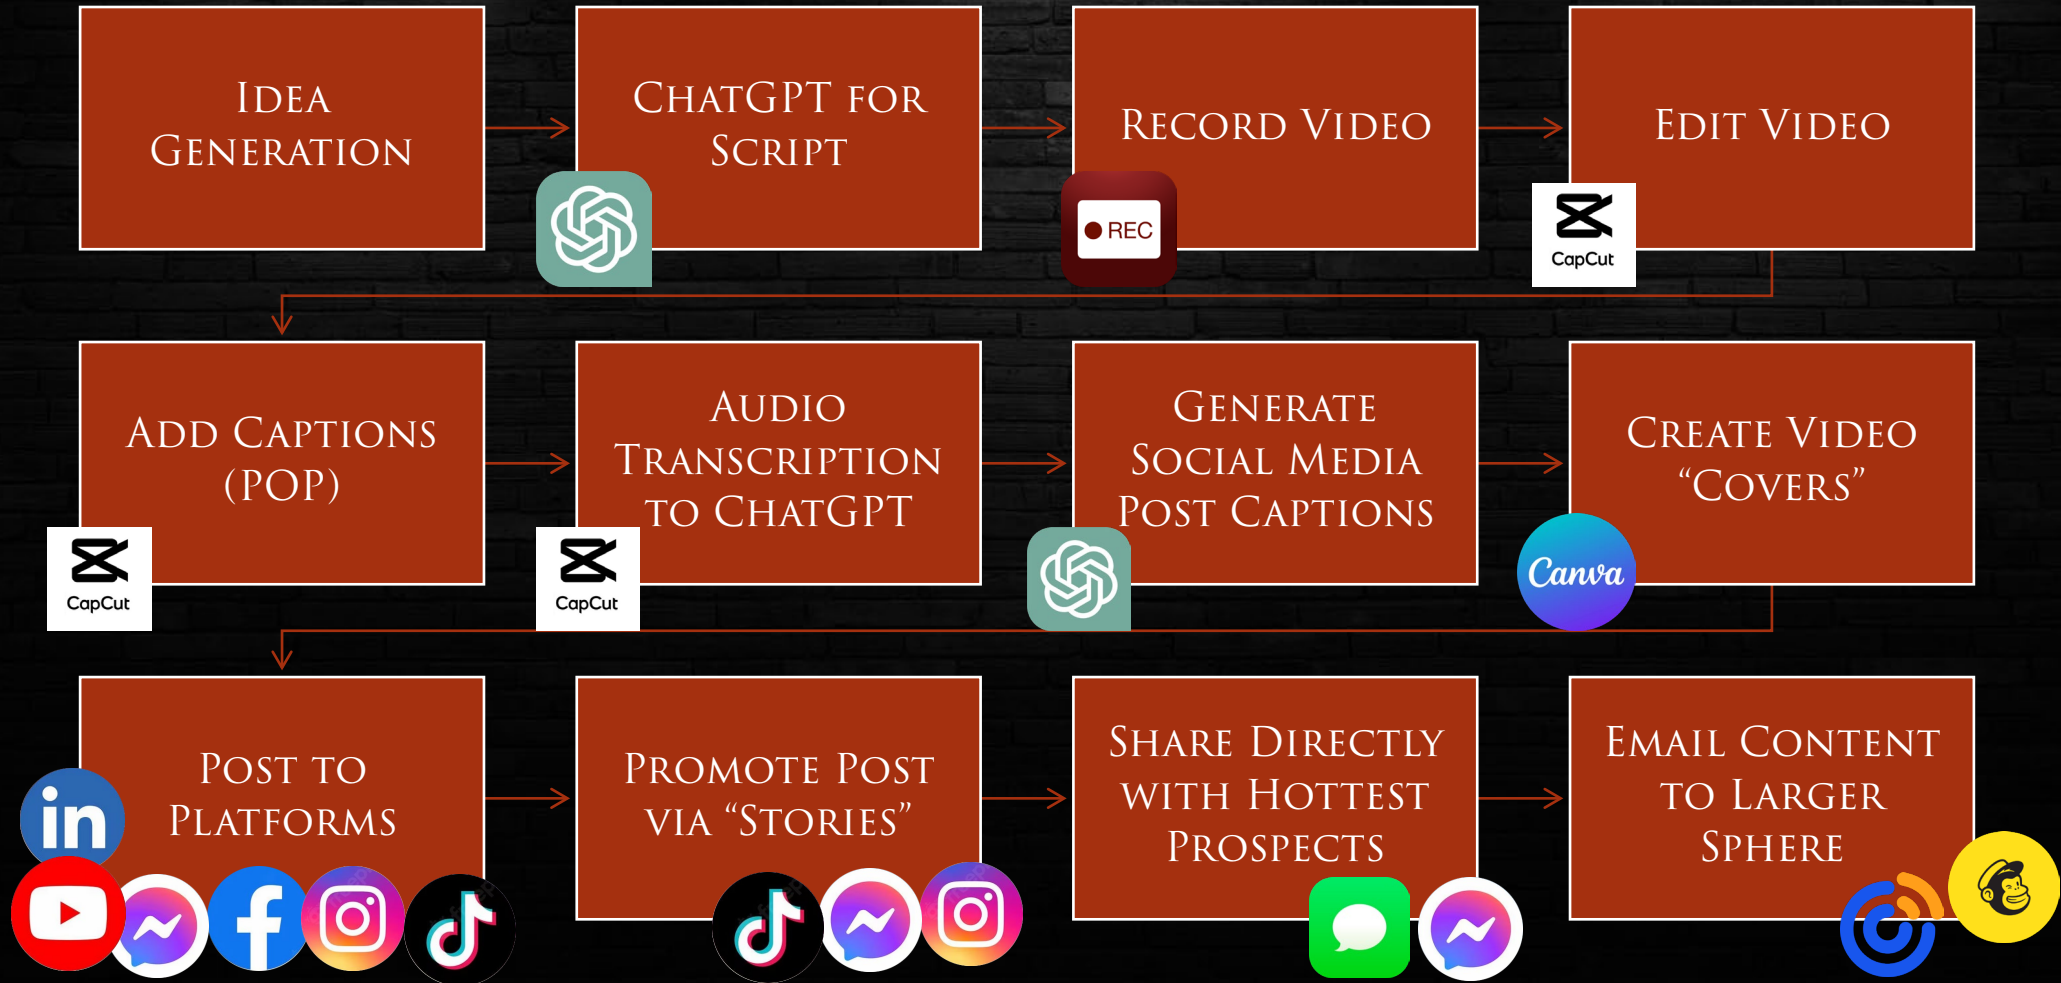 IDEA
GENERATION
CHATGPT FOR
SCRIPT
RECORD VIDEO
EDIT VIDEO
REC
CapCut
ADD CAPTIONS
(POP)
AUDIO
TRANSCRIPTION
TO CHATGPT
GENERATE
SOCIAL MEDIA
POST CAPTIONS
CREATE VIDEO
“COVERS”
CapCut
CapCut
Canva
POST TO
PLATFORMS
PROMOTE POST
VIA “STORIES”
SHARE DIRECTLY
WITH HOTTEST
PROSPECTS
EMAIL CONTENT
TO LARGER
SPHERE
in